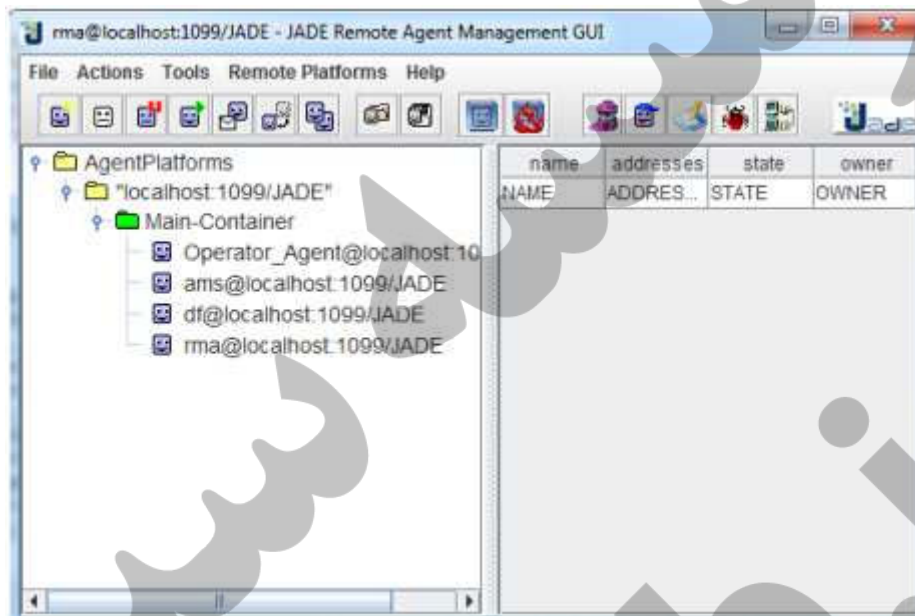 rma@localhost:1099/JADE - JADE Remote Agent Management GUI
File Actions Tools Remote Platforms Help
Jade
AgentPlatforms
"localhost:1099/JADE"
Main-Container
Operator_Agent@localhost:10
ams@localhost:1099/JADE
df@localhost:1099/JADE
rma@localhost:1099/JADE
name addresses state owner
NAME ADDRES... STATE OWNER